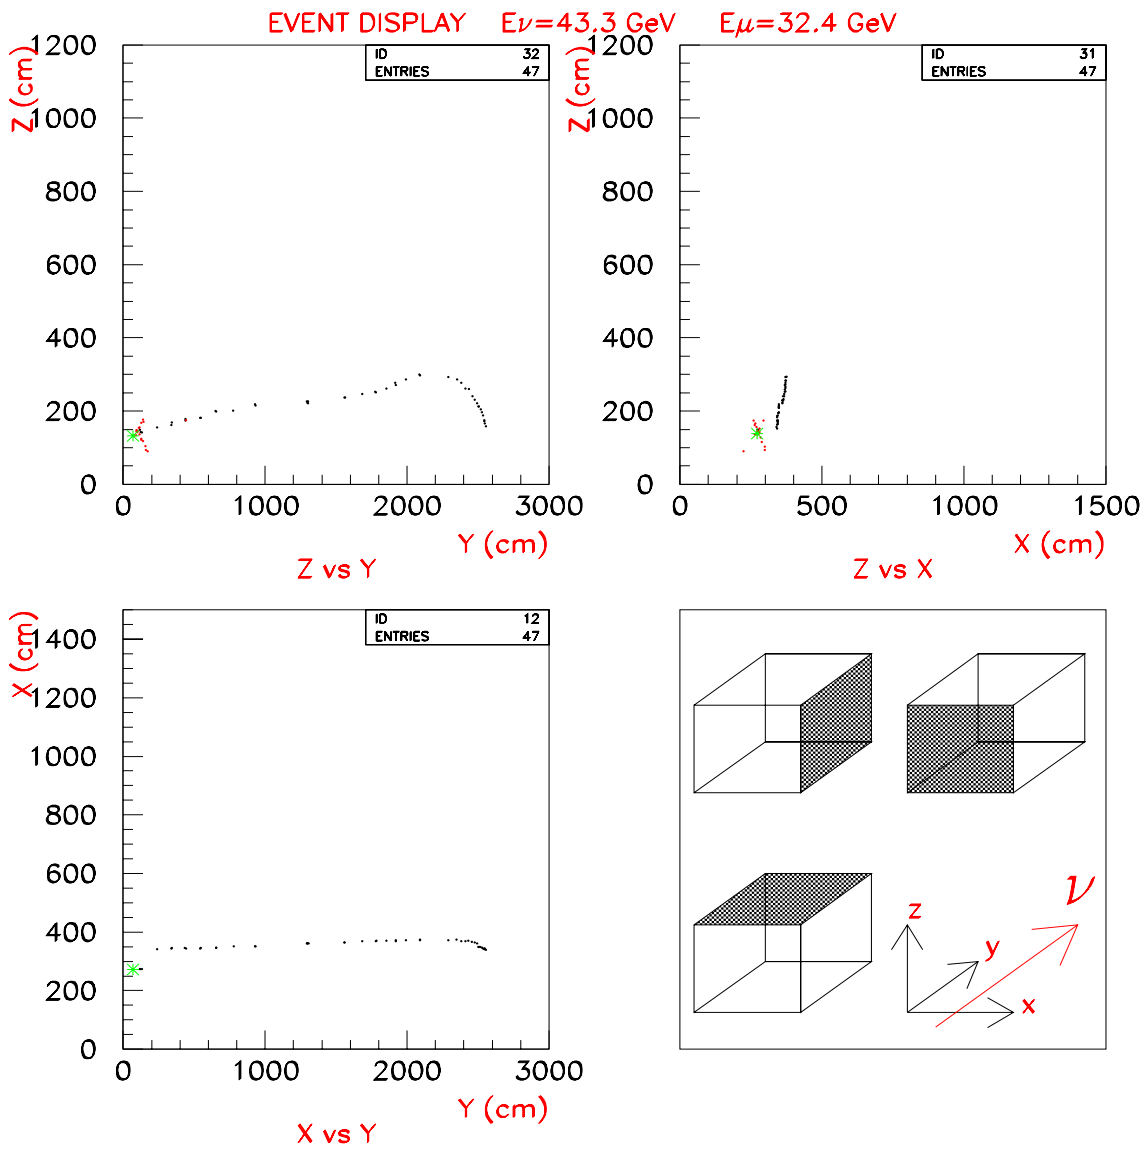 EVENT DISPLAY Eν=43.3 GeV Eμ=32.4 GeV
ID 32
ENTRIES 47
Z (cm)
1200
1000
800
600
400
200
0
0 1000 2000 3000
Y (cm)
Z vs Y
ID 31
ENTRIES 47
Z (cm)
1200
1000
800
600
400
200
0
0 500 1000 1500
X (cm)
Z vs X
ID 12
ENTRIES 47
X (cm)
1400
1200
1000
800
600
400
200
0
0 1000 2000 3000
Y (cm)
X vs Y
ν
z
y
x